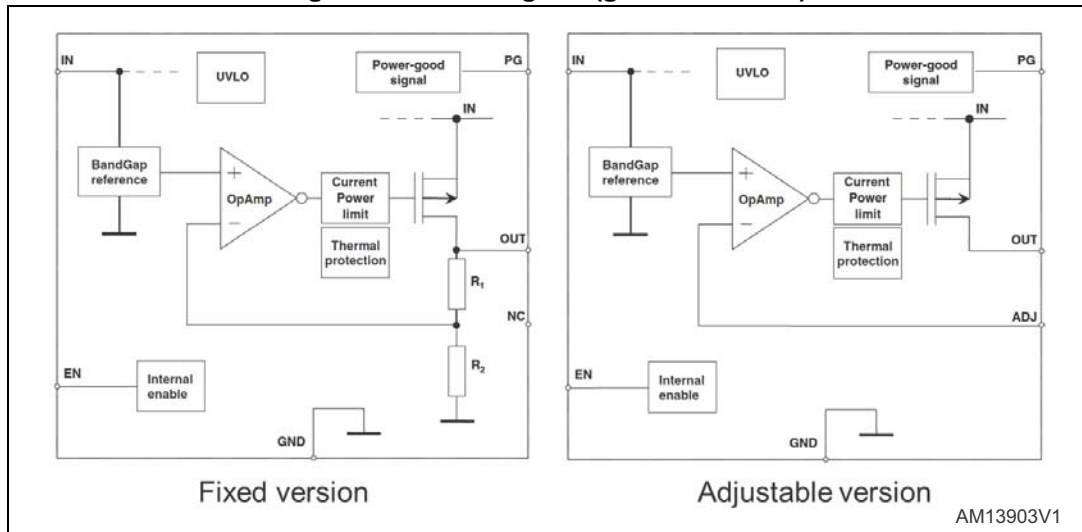 IN
UVLO
Power-good
signal
PG
IN
BandGap
reference
+
OpAmp
−
Current
Power
limit
Thermal
protection
OUT
R1
NC
R2
EN
Internal
enable
GND
Fixed version
IN
UVLO
Power-good
signal
PG
IN
BandGap
reference
+
OpAmp
−
Current
Power
limit
Thermal
protection
OUT
ADJ
EN
Internal
enable
GND
Adjustable version
AM13903V1